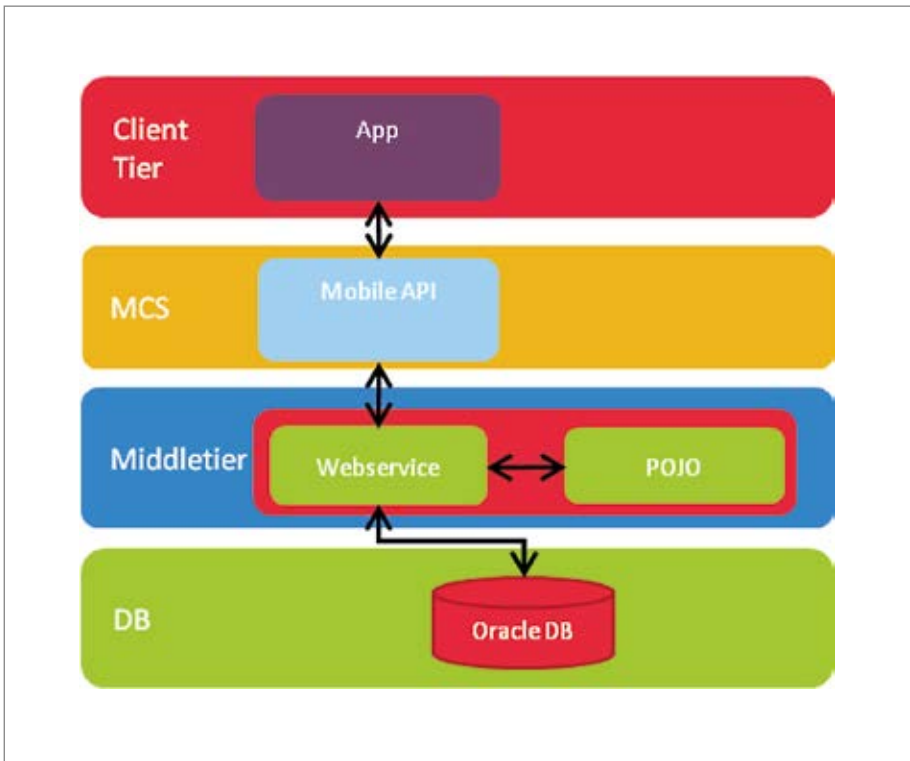 Client
Tier
App
MCS
Mobile API
Middletier
Webservice
POJO
DB
Oracle DB